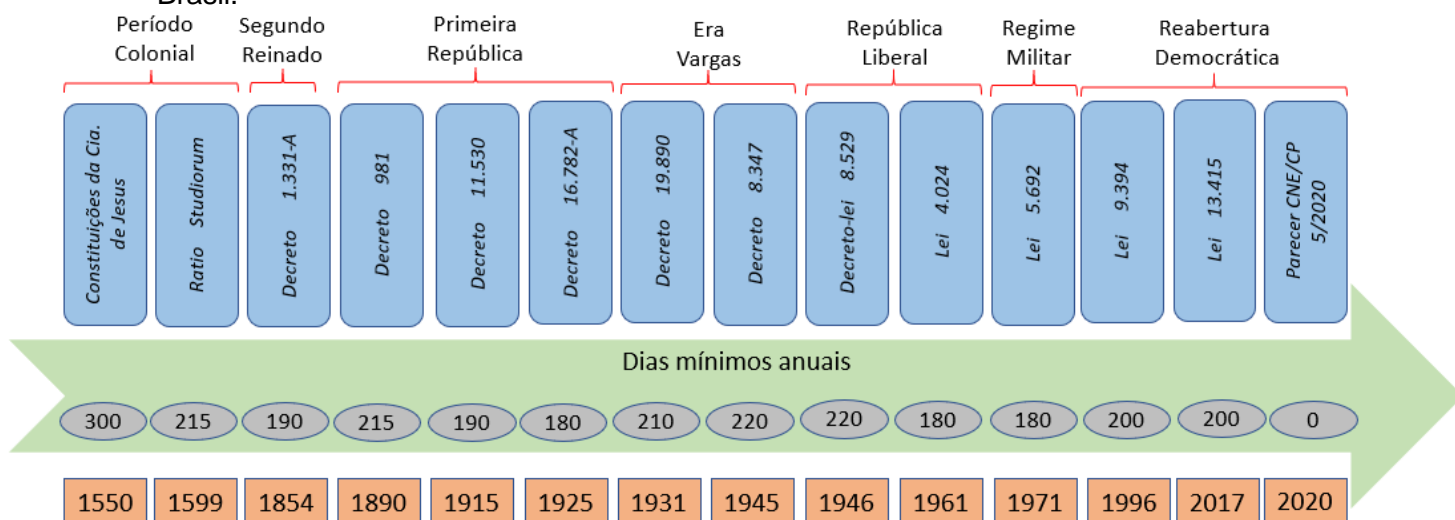 Brasil.
Período
Colonial
Segundo
Reinado
Primeira
República
Era
Vargas
República
Liberal
Regime
Militar
Reabertura
Democrática
Constituições da Cia.
de Jesus
Ratio Studiorum
Decreto 1.331-A
Decreto 981
Decreto 11.530
Decreto 16.782-A
Decreto 19.890
Decreto 8.347
Decreto-lei 8.529
Lei 4.024
Lei 5.692
Lei 9.394
Lei 13.415
Parecer CNE/CP
5/2020
Dias mínimos anuais
300 215 190 215 190 180 210 220 220 180 180 200 200 0
1550 1599 1854 1890 1915 1925 1931 1945 1946 1961 1971 1996 2017 2020